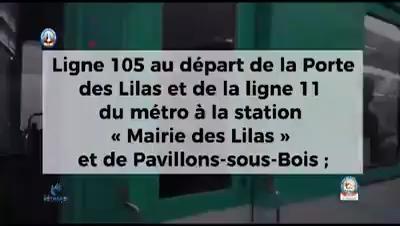 Ligne 105 au départ de la Porte
des Lilas et de la ligne 11
du métro à la station
« Mairie des Lilas »
et de Pavillons-sous-Bois ;